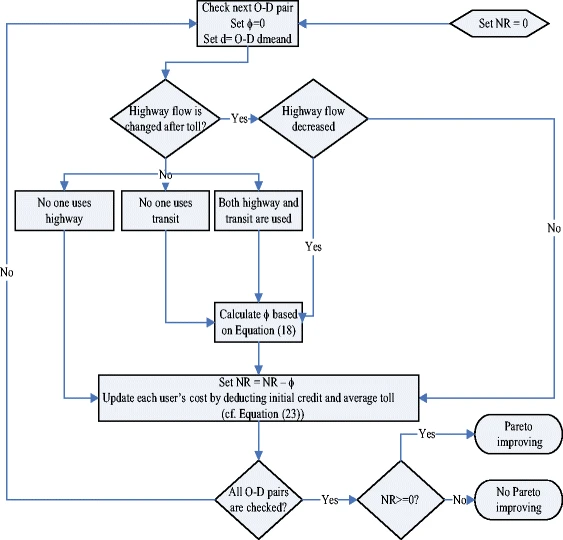 Check next O-D pair
Set ϕ=0
Set d= O-D dmeand
Set NR = 0
Highway flow is
changed after toll?
Yes
Highway flow
decreased
No
No one uses
highway
No one uses
transit
Both highway and
transit are used
No
Yes
No
Calculate ϕ based
on Equation (18)
Set NR = NR – ϕ
Update each user's cost by deducting initial credit and average toll
(cf. Equation (23))
Yes
Pareto
improving
All O-D pairs
are checked?
Yes
NR>=0?
No
No Pareto
improving